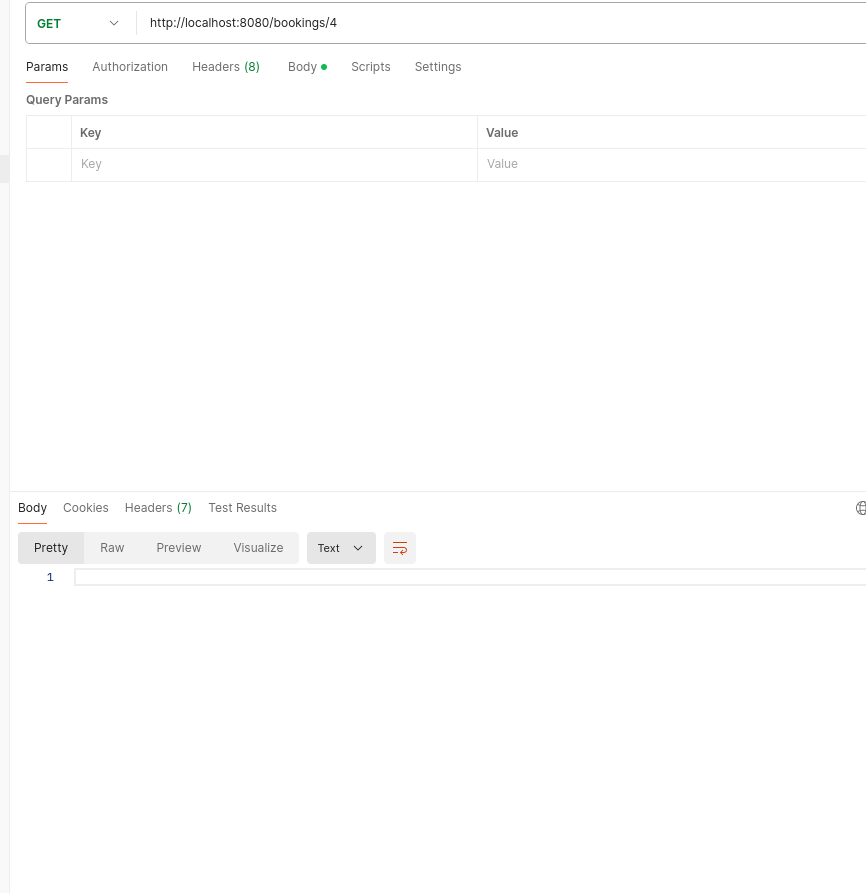 GET http://localhost:8080/bookings/4
Params Authorization Headers (8) Body Scripts Settings
Query Params
Key Value
Key Value
Body Cookies Headers (7) Test Results
Pretty Raw Preview Visualize Text
1